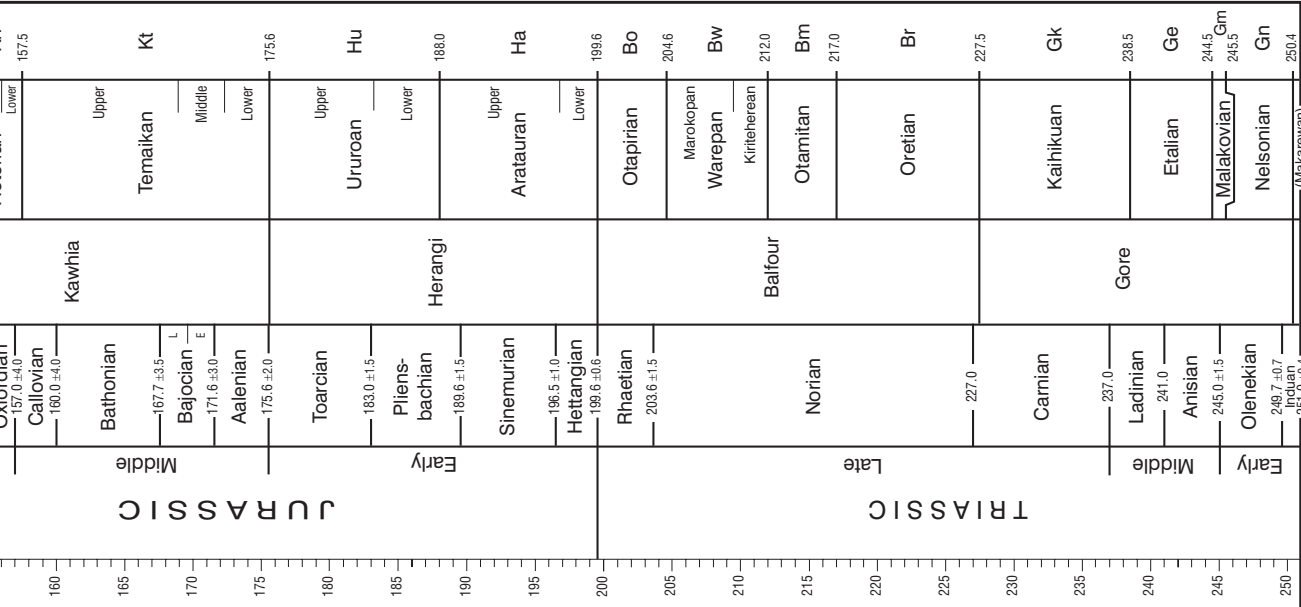 157.5
Kt
175.6
Hu
188.0
Ha
199.6
Bo
204.6
Bw
212.0
Bm
217.0
Br
227.5
Gk
238.5
Ge
244.5
Gm
245.5
Gn
250.4
Lower
Upper
Middle
Lower
Temaikan
Upper
Lower
Ururoan
Upper
Lower
Aratauran
Otapirian
Marokopan
Warepan
Kiriteherean
Otamitan
Oretian
Kaihikuan
Etalian
Malakovian
Nelsonian
(Makarewan)
Kawhia
Herangi
Balfour
Gore
Oxfordian
157.0 ±4.0
Callovian
160.0 ±4.0
Bathonian
167.7 ±3.5
Bajocian
L
E
171.6 ±3.0
Aalenian
175.6 ±2.0
Toarcian
183.0 ±1.5
Pliens-
bachian
189.6 ±1.5
Sinemurian
196.5 ±1.0
Hettangian
199.6 ±0.6
Rhaetian
203.6 ±1.5
Norian
227.0
Carnian
237.0
Ladinian
241.0
Anisian
245.0 ±1.5
Olenekian
249.7 ±0.7
Induan
Middle
Early
Late
Middle
Early
JURASSIC
TRIASSIC
160
165
170
175
180
185
190
195
200
205
210
215
220
225
230
235
240
245
250